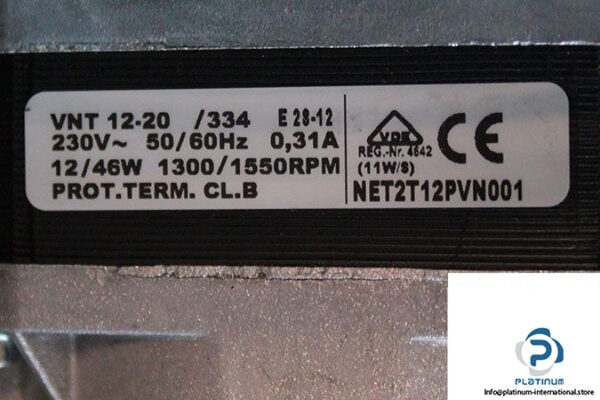 VNT 12-20 /334 E 28-12
230V~ 50/60Hz 0,31A
12/46W 1300/1550RPM
PROT.TERM. CL.B
VDE
REG.-Nr. 4642
(11W/S)
CE
NET2T12PVN001
PLATINUM
info@platinum-international.store